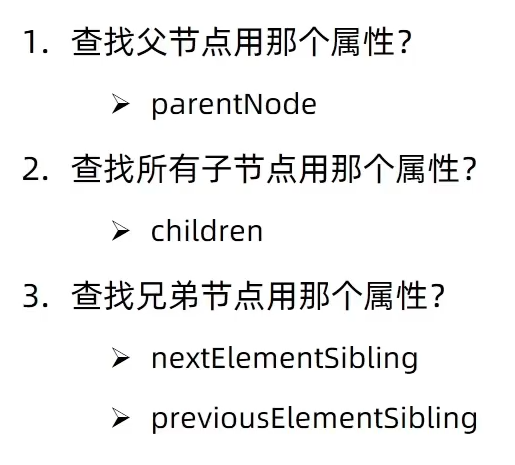 1. 查找父节点用那个属性？
➢ parentNode
2. 查找所有子节点用那个属性？
➢ children
3. 查找兄弟节点用那个属性？
➢ nextElementSibling
➢ previousElementSibling